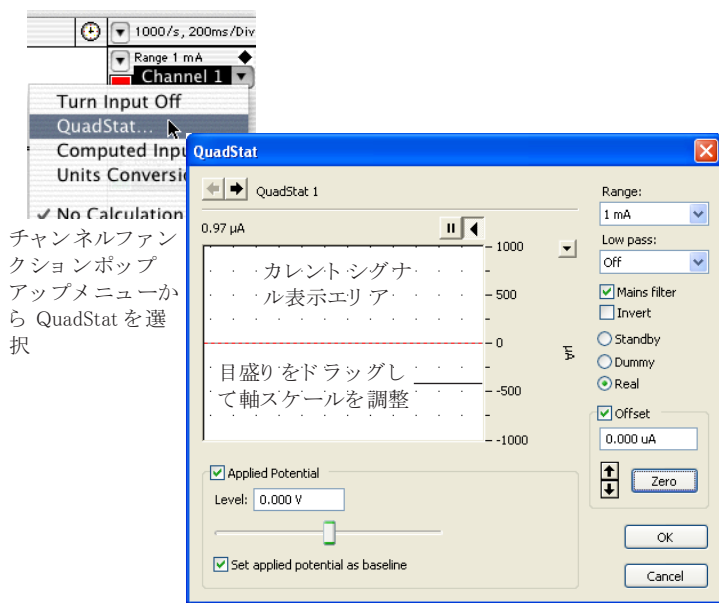 1000/s, 200ms/Div
Range 1 mA
Channel 1
Turn Input Off
QuadStat...
Computed Inpu
Units Conversi
✓ No Calculation
チャンネルファン
クションポップ
アップメニューか
ら QuadStat を選
択
QuadStat
QuadStat 1
0.97 µA
カレントシグナ
ル表示エリア
目盛りをドラッグし
て軸スケールを調整
1000
500
0
-500
-1000
µA
Applied Potential
Level: 0.000 V
Set applied potential as baseline
Range:
1 mA
Low pass:
Off
Mains filter
Invert
Standby
Dummy
Real
Offset
0.000 uA
Zero
OK
Cancel